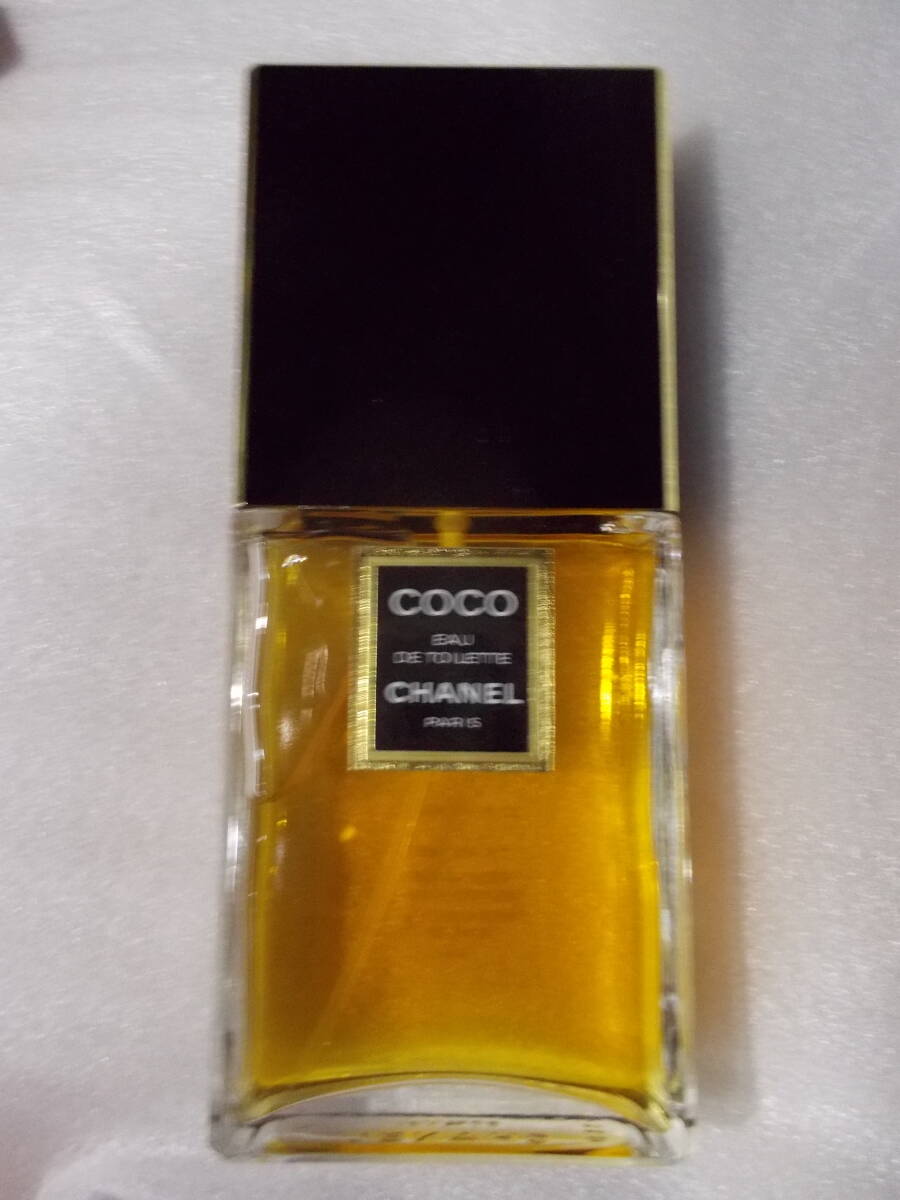 COCO
EAU
DE TOILETTE
CHANEL
PARIS